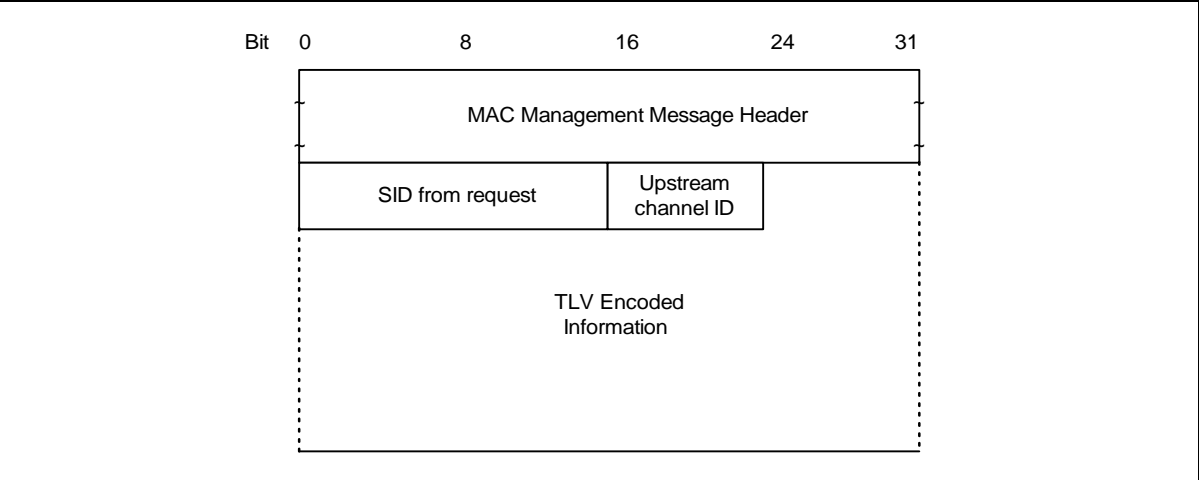 Bit 0 8 16 24 31
MAC Management Message Header
SID from request
Upstream
channel ID
TLV Encoded
Information